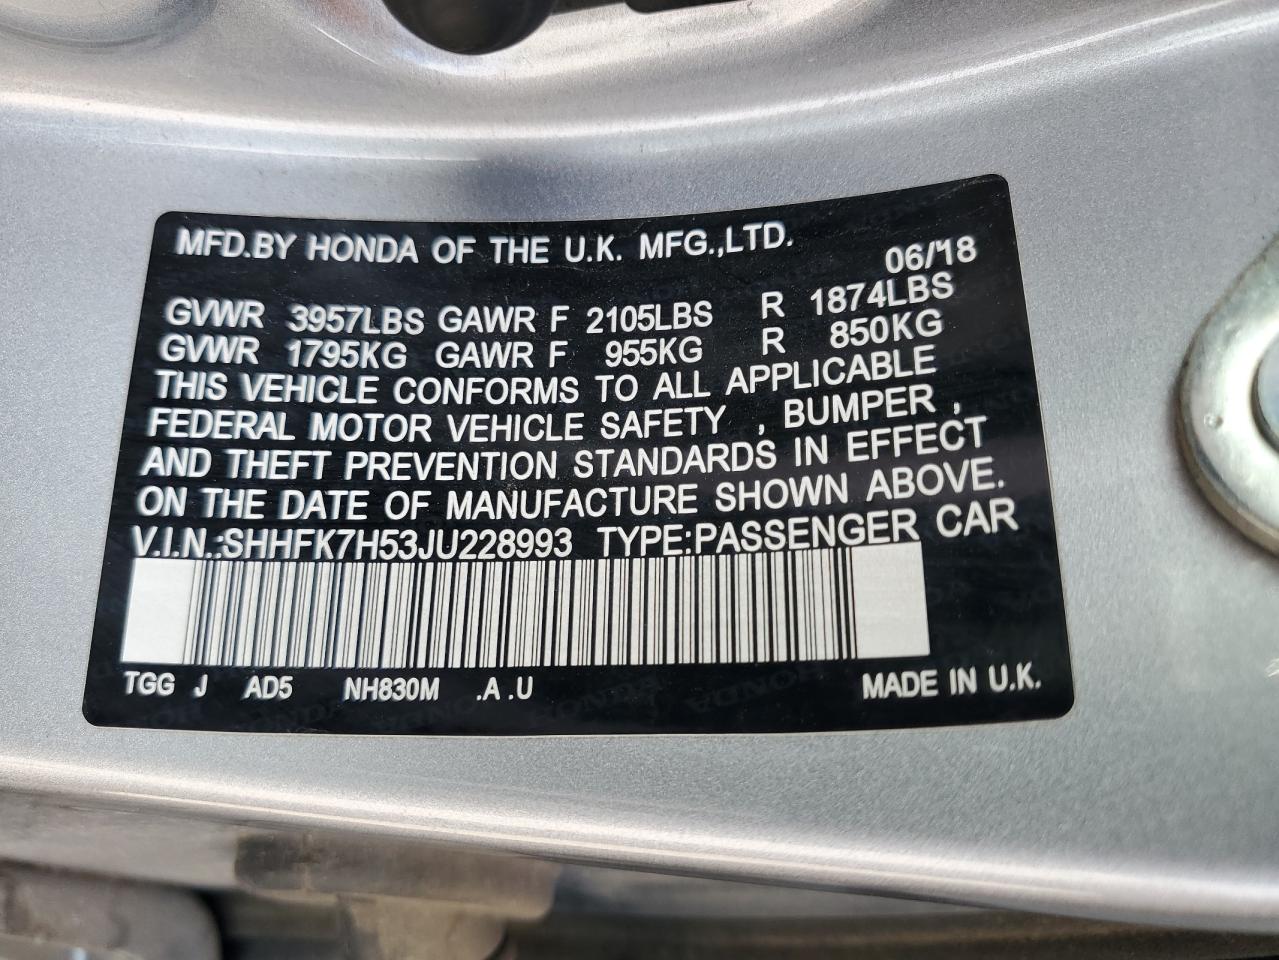 MFD.BY HONDA OF THE U.K. MFG.,LTD. 06/'18
GVWR 3957LBS GAWR F 2105LBS R 1874LBS
GVWR 1795KG GAWR F 955KG R 850KG
THIS VEHICLE CONFORMS TO ALL APPLICABLE
FEDERAL MOTOR VEHICLE SAFETY , BUMPER ,
AND THEFT PREVENTION STANDARDS IN EFFECT
ON THE DATE OF MANUFACTURE SHOWN ABOVE.
V.I.N.:SHHFK7H53JU228993 TYPE:PASSENGER CAR
TGG J AD5 NH830M .A .U MADE IN U.K.